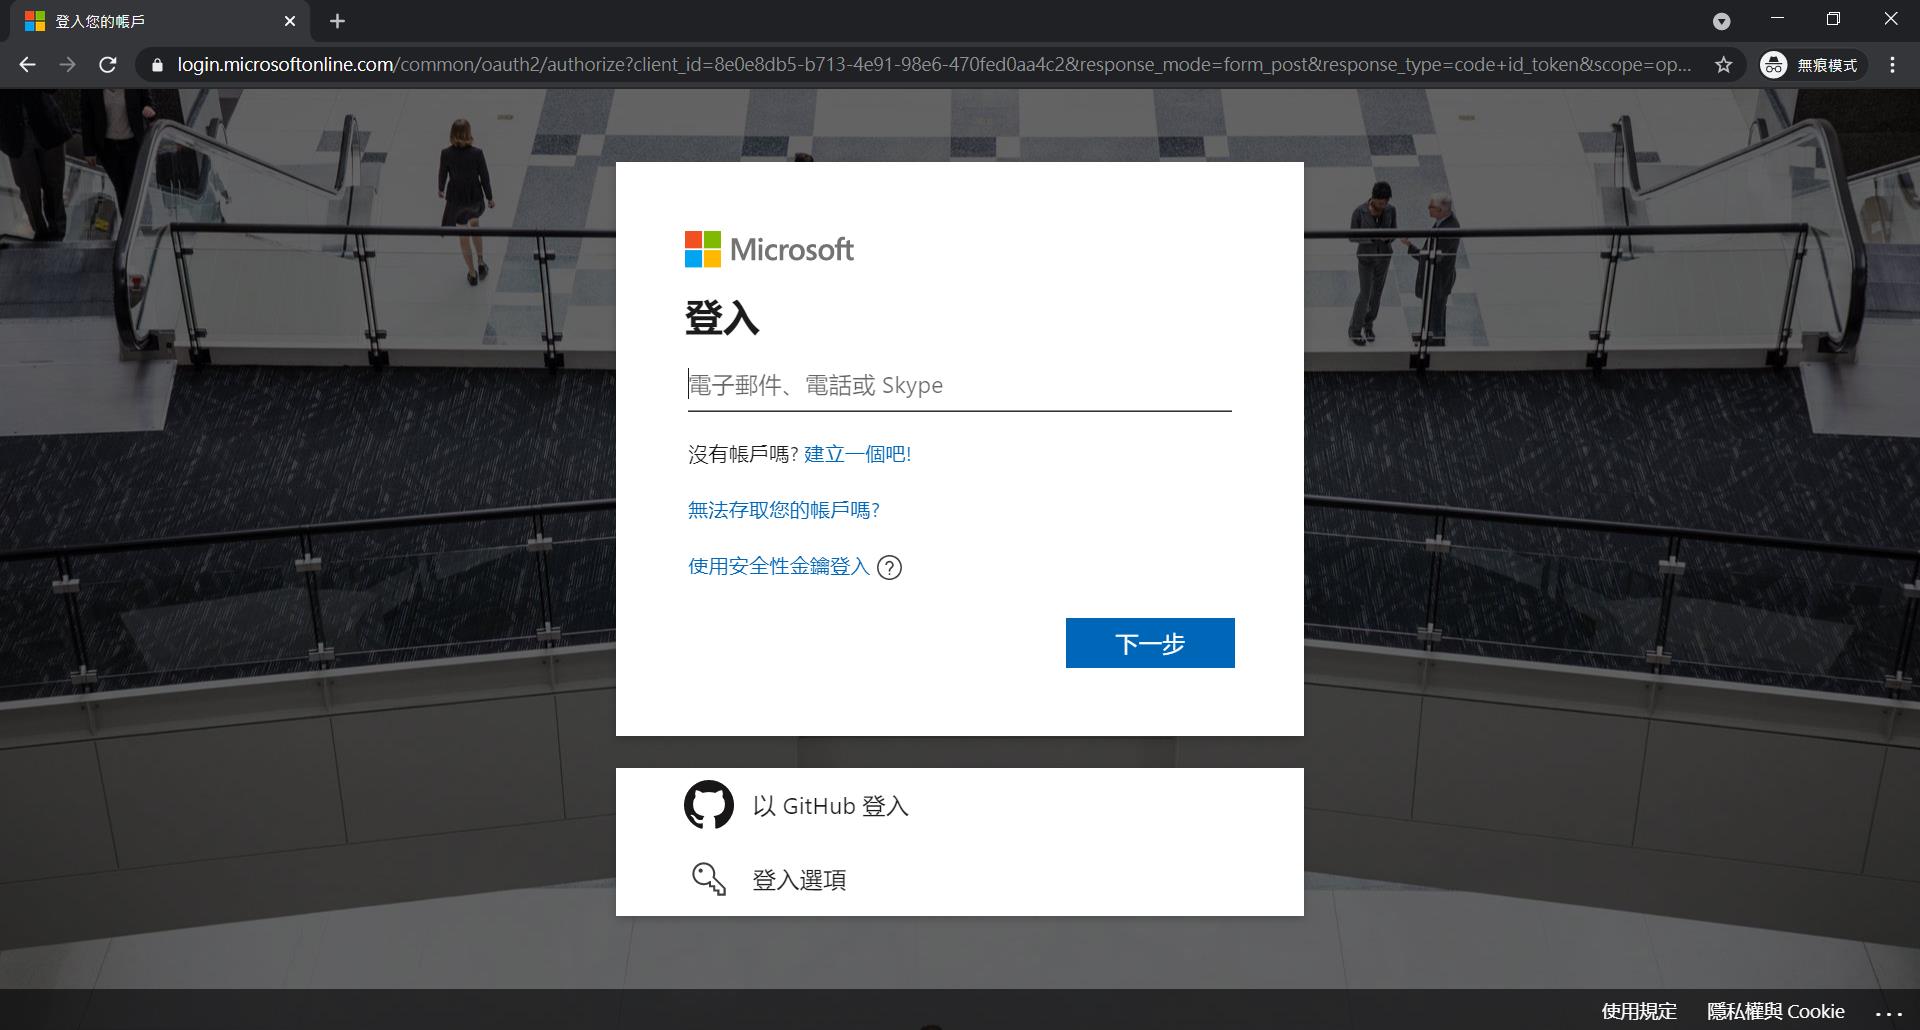 登入您的帳戶
login.microsoftonline.com/common/oauth2/authorize?client_id=8e0e8db5-b713-4e91-98e6-470fed0aa4c2&response_mode=form_post&response_type=code+id_token&scope=op...
無痕模式
Microsoft
登入
電子郵件、電話或 Skype
沒有帳戶嗎? 建立一個吧!
無法存取您的帳戶嗎?
使用安全性金鑰登入 ?
下一步
以 GitHub 登入
登入選項
使用規定 隱私權與 Cookie ...